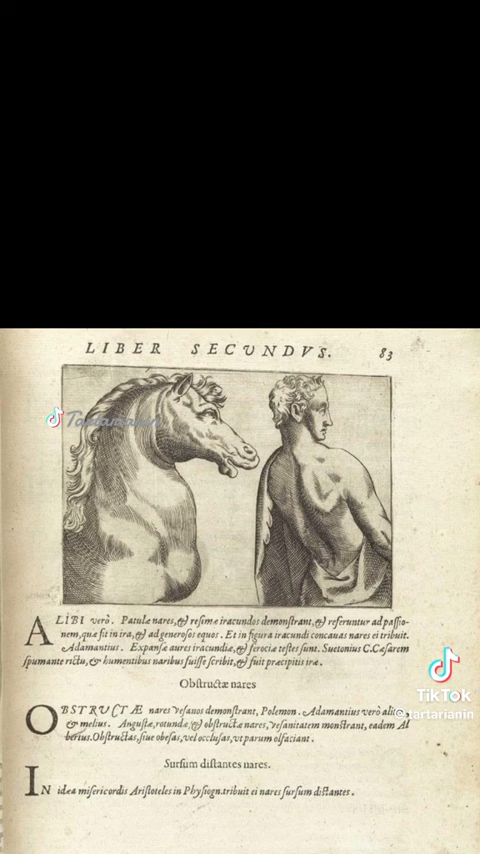 LIBER SECVNDVS. 83
Tartarianin
ALIBI verò. Patulæ nares, & resimæ iracundos demonſtrant, & referuntur ad paſſio-
nem, quæ fit in ira, & ad generoſos equos. Et in figura iracundi concauas nares ei tribuit.
Adamantius. Expanſæ aures iracundiæ, & ferociæ teſtes ſunt. Suetonius C. Cæſarem
ſpumante rictu, & humentibus naribus fuiſſe ſcribit, & fuit præcipitis iræ.
Obſtructæ nares
OBSTRVCTÆ nares veſanos demonſtrant, Polemon. Adamantius verò aliter
& melius. Anguſtæ, rotundæ, & obſtructæ nares, veſanitatem monſtrant, eadem Al
bertus. Obſtructas, ſiue obeſas, vel occluſas, vt parum olfaciant.
Surſum diſtantes nares.
IN idæa miſericordis Ariſtoteles in Phyſiogn. tribuit ei nares ſurſum diſtantes.
TikTok
@tartarianin